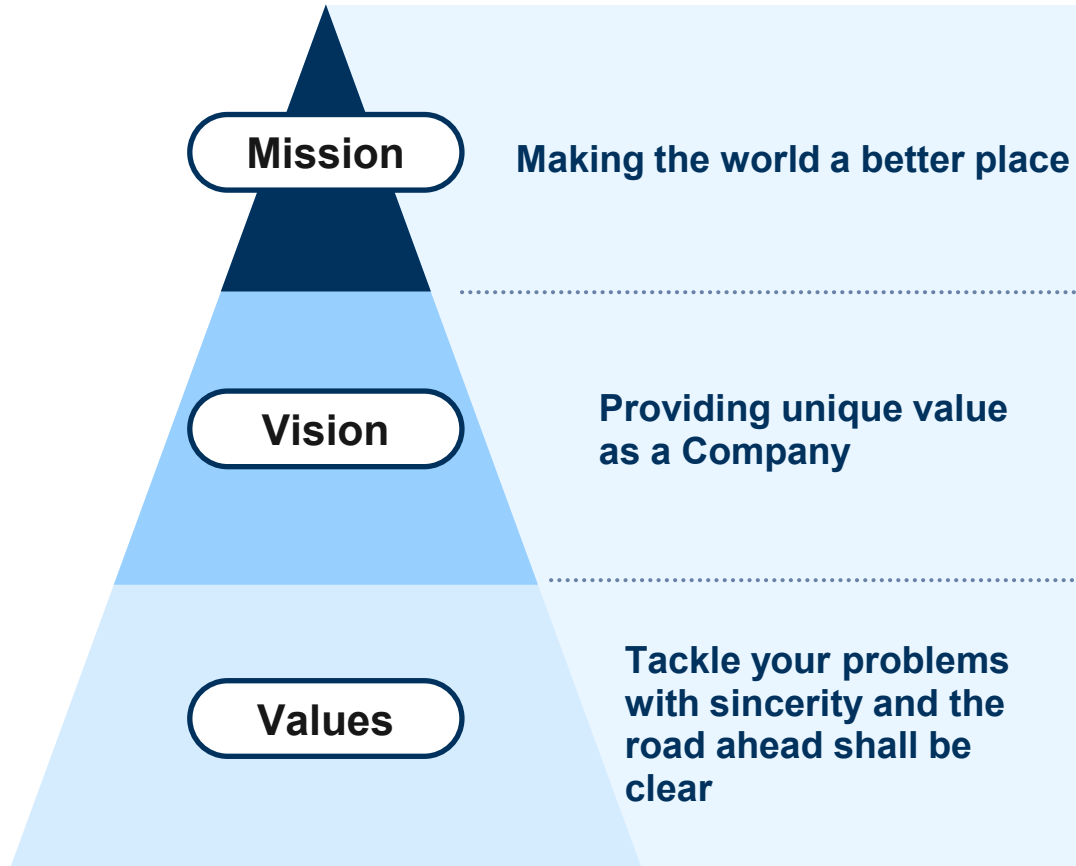 Mission
Making the world a better place
Vision
Providing unique value
as a Company
Values
Tackle your problems
with sincerity and the
road ahead shall be
clear